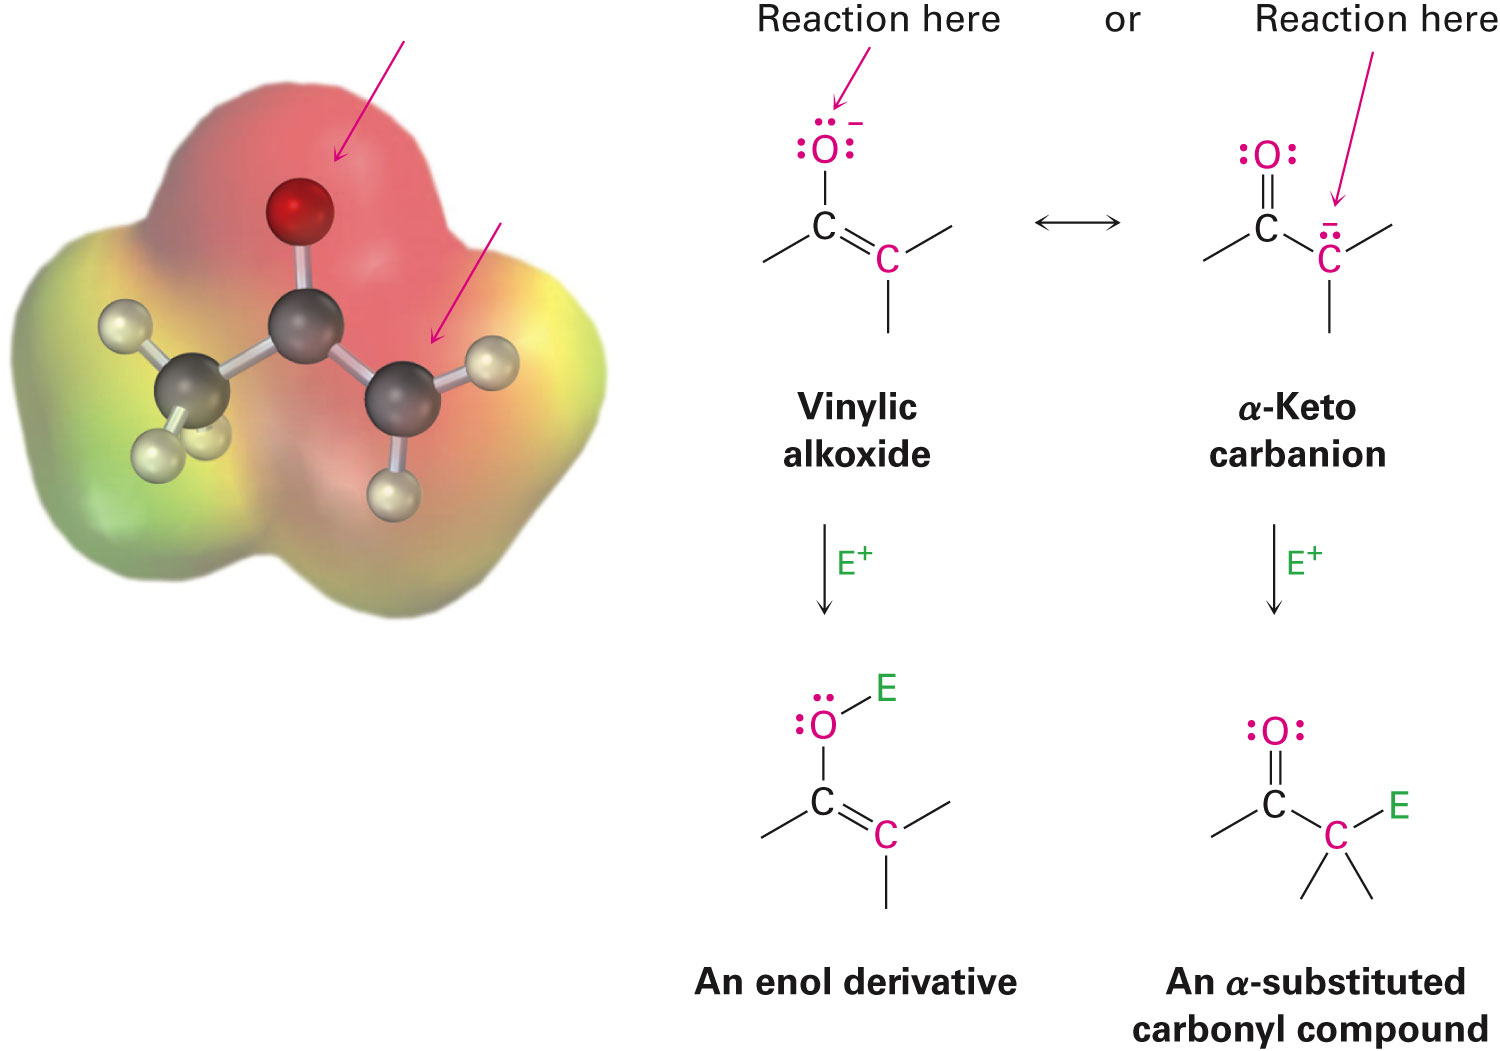 Reaction here or Reaction here
:Ö:⁻
C C
:O:
C C̈⁻
Vinylic
alkoxide
α-Keto
carbanion
E⁺
E⁺
:Ö E
C C
:O:
C C E
An enol derivative
An α-substituted
carbonyl compound